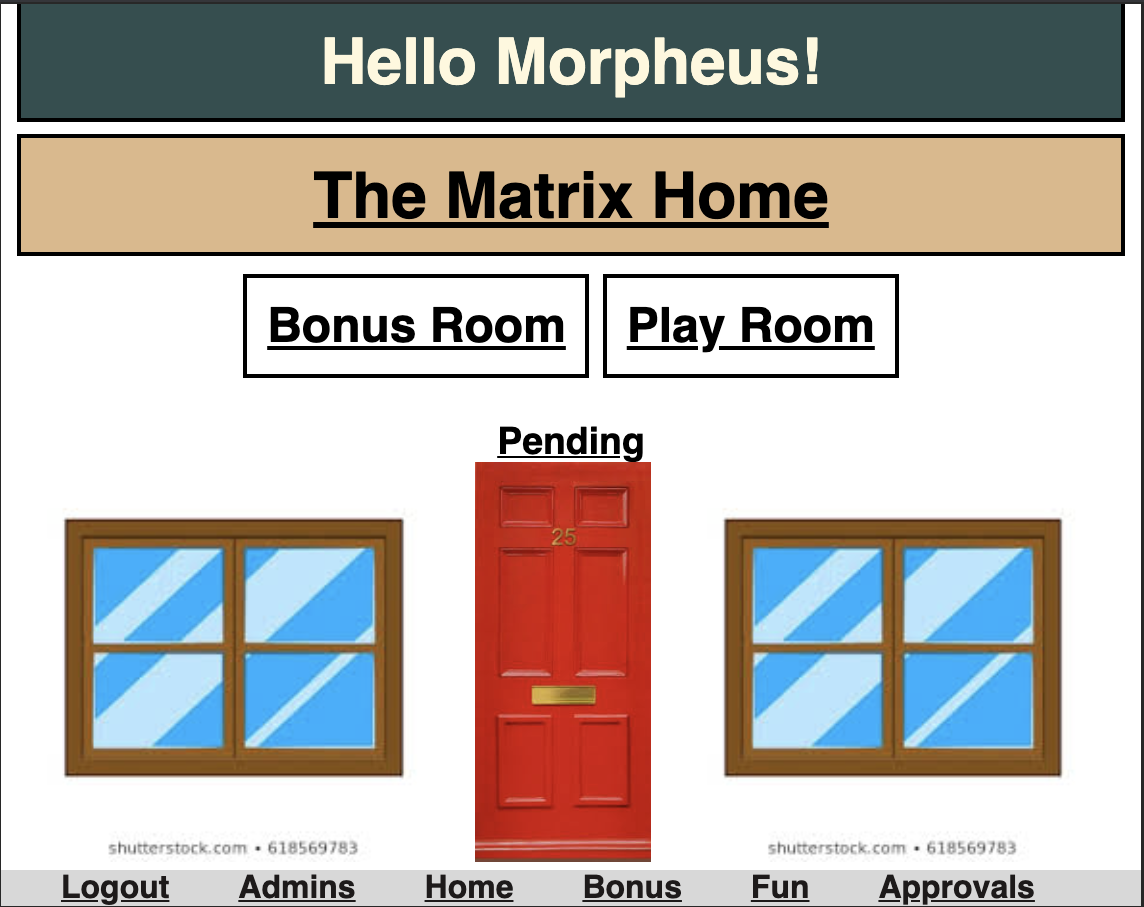 Hello Morpheus!
The Matrix Home
Bonus Room Play Room
Pending
25
shutterstock.com • 618569783 shutterstock.com • 618569783
Logout Admins Home Bonus Fun Approvals